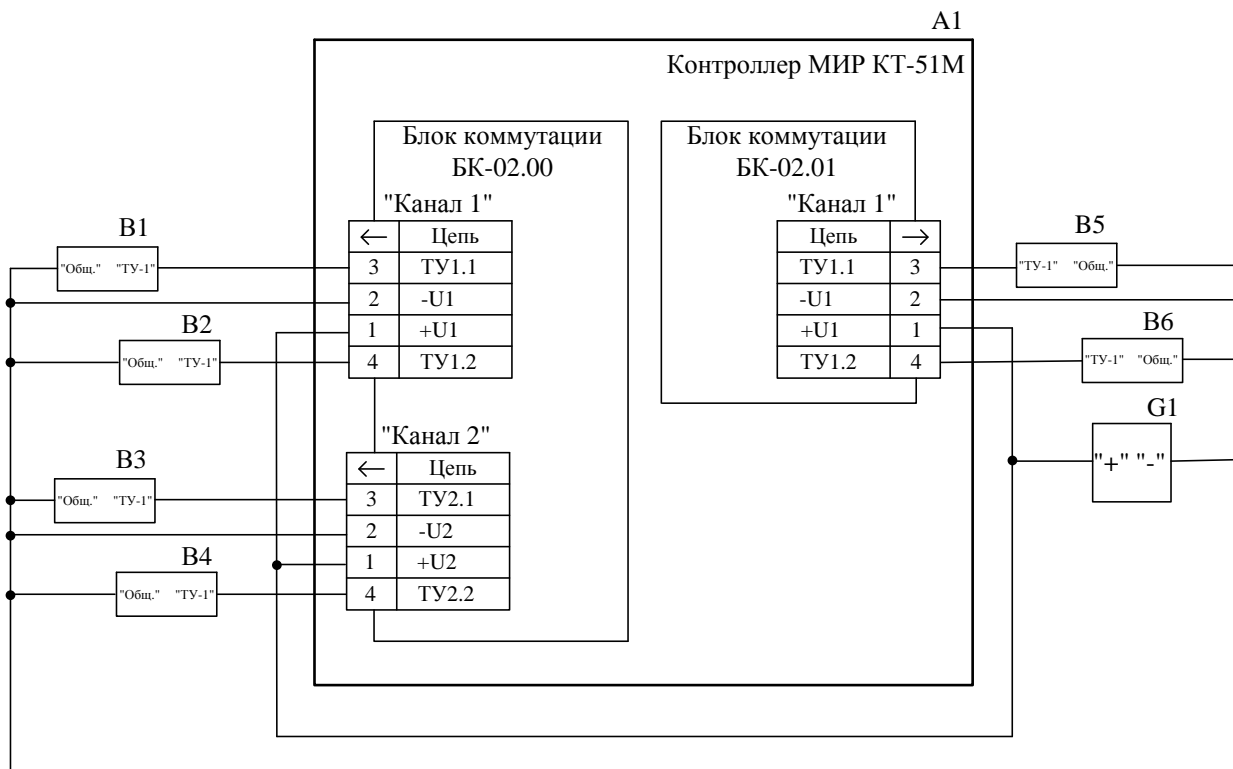 A1
Контроллер МИР КТ-51М
Блок коммутации
БК-02.00
"Канал 1"
← Цепь
3 ТУ1.1
2 -U1
1 +U1
4 ТУ1.2
"Канал 2"
← Цепь
3 ТУ2.1
2 -U2
1 +U2
4 ТУ2.2
Блок коммутации
БК-02.01
"Канал 1"
Цепь →
ТУ1.1 3
-U1 2
+U1 1
ТУ1.2 4
B1
"Общ." "ТУ-1"
B2
"Общ." "ТУ-1"
B3
"Общ." "ТУ-1"
B4
"Общ." "ТУ-1"
B5
"ТУ-1" "Общ."
B6
"ТУ-1" "Общ."
G1
"+" "-"